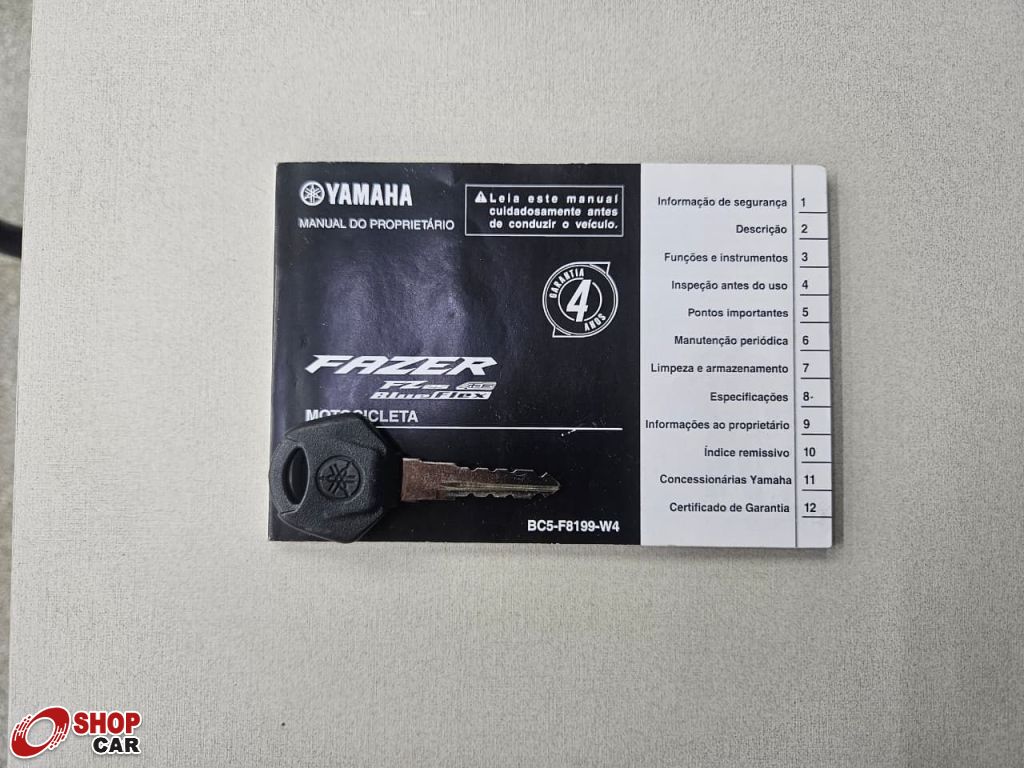 YAMAHA
MANUAL DO PROPRIETÁRIO
Leia este manual
cuidadosamente antes
de conduzir o veículo.
GARANTIA
4
ANOS
FAZER
FZ25 ABS
BlueFlex
MOTOCICLETA
BC5-F8199-W4
Informação de segurança 1
Descrição 2
Funções e instrumentos 3
Inspeção antes do uso 4
Pontos importantes 5
Manutenção periódica 6
Limpeza e armazenamento 7
Especificações 8-
Informações ao proprietário 9
Índice remissivo 10
Concessionárias Yamaha 11
Certificado de Garantia 12
SHOP
CAR